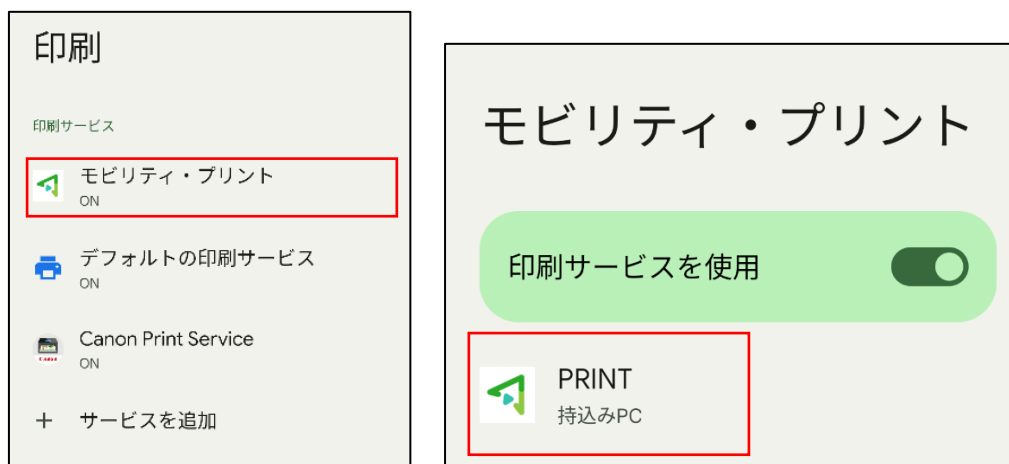 印刷
印刷サービス
モビリティ・プリント
ON
デフォルトの印刷サービス
ON
Canon Print Service
ON
+ サービスを追加
モビリティ・プリント
印刷サービスを使用
PRINT
持込みPC